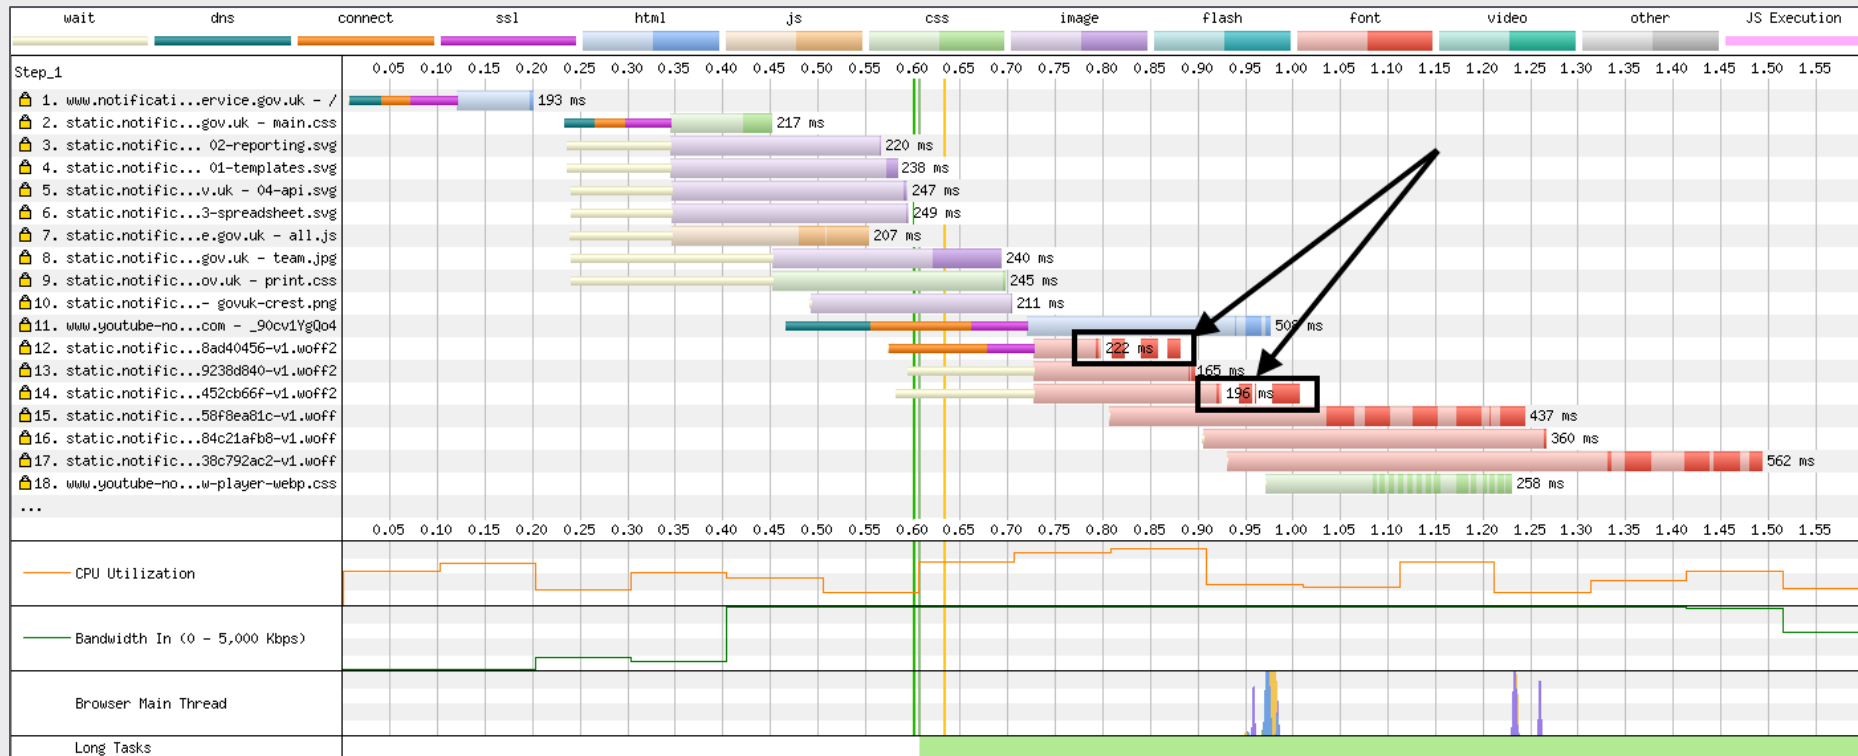 wait dns connect ssl html js css image flash font video other JS Execution
Step_1 0.05 0.10 0.15 0.20 0.25 0.30 0.35 0.40 0.45 0.50 0.55 0.60 0.65 0.70 0.75 0.80 0.85 0.90 0.95 1.00 1.05 1.10 1.15 1.20 1.25 1.30 1.35 1.40 1.45 1.50 1.55
1. www.notificati...ervice.gov.uk - / 193 ms
2. static.notific...gov.uk - main.css 217 ms
3. static.notific... 02-reporting.svg 220 ms
4. static.notific... 01-templates.svg 238 ms
5. static.notific...v.uk - 04-api.svg 247 ms
6. static.notific...3-spreadsheet.svg 249 ms
7. static.notific...e.gov.uk - all.js 207 ms
8. static.notific...gov.uk - team.jpg 240 ms
9. static.notific...ov.uk - print.css 245 ms
10. static.notific...- govuk-crest.png 211 ms
11. www.youtube-no...com - _90cv1YgQo4 ms
12. static.notific...8ad40456-v1.woff2 222 ms
13. static.notific...9238d840-v1.woff2 165 ms
14. static.notific...452cb66f-v1.woff2 196 ms
15. static.notific...58f8ea81c-v1.woff 437 ms
16. static.notific...84c21afb8-v1.woff 360 ms
17. static.notific...38c792ac2-v1.woff 562 ms
18. www.youtube-no...w-player-webp.css 258 ms
...
0.05 0.10 0.15 0.20 0.25 0.30 0.35 0.40 0.45 0.50 0.55 0.60 0.65 0.70 0.75 0.80 0.85 0.90 0.95 1.00 1.05 1.10 1.15 1.20 1.25 1.30 1.35 1.40 1.45 1.50 1.55
CPU Utilization
Bandwidth In (0 - 5,000 Kbps)
Browser Main Thread
Long Tasks